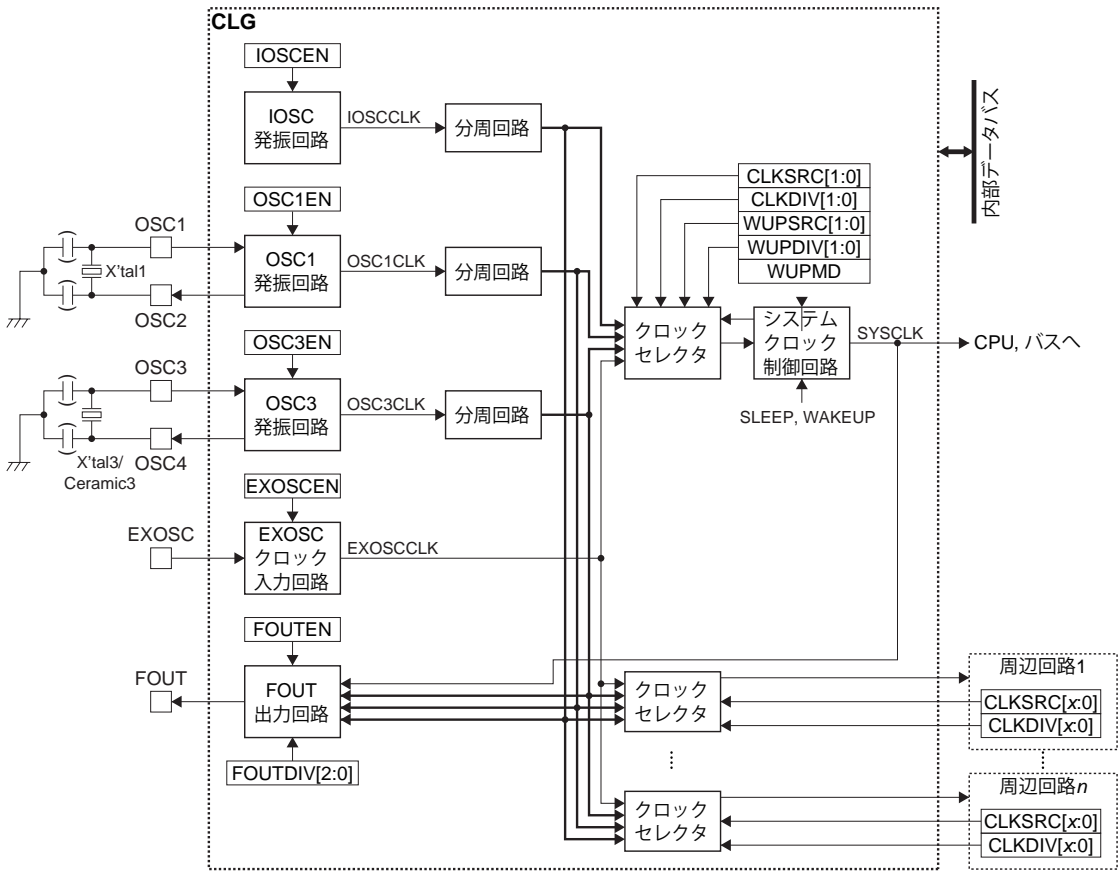 CLG
IOSCEN
IOSC
発振回路
IOSCCLK
分周回路
内部データバス
CLKSRC[1:0]
CLKDIV[1:0]
WUPSRC[1:0]
WUPDIV[1:0]
WUPMD
OSC1EN
OSC1
X'tal1
OSC2
OSC1
発振回路
OSC1CLK
分周回路
クロック
セレクタ
システム
クロック
制御回路
SYSCLK
CPU, バスへ
SLEEP, WAKEUP
OSC3EN
OSC3
OSC4
X'tal3/
Ceramic3
OSC3
発振回路
OSC3CLK
分周回路
EXOSCEN
EXOSC
EXOSC
クロック
入力回路
EXOSCCLK
FOUTEN
FOUT
FOUT
出力回路
FOUTDIV[2:0]
クロック
セレクタ
周辺回路1
CLKSRC[x:0]
CLKDIV[x:0]
クロック
セレクタ
周辺回路n
CLKSRC[x:0]
CLKDIV[x:0]